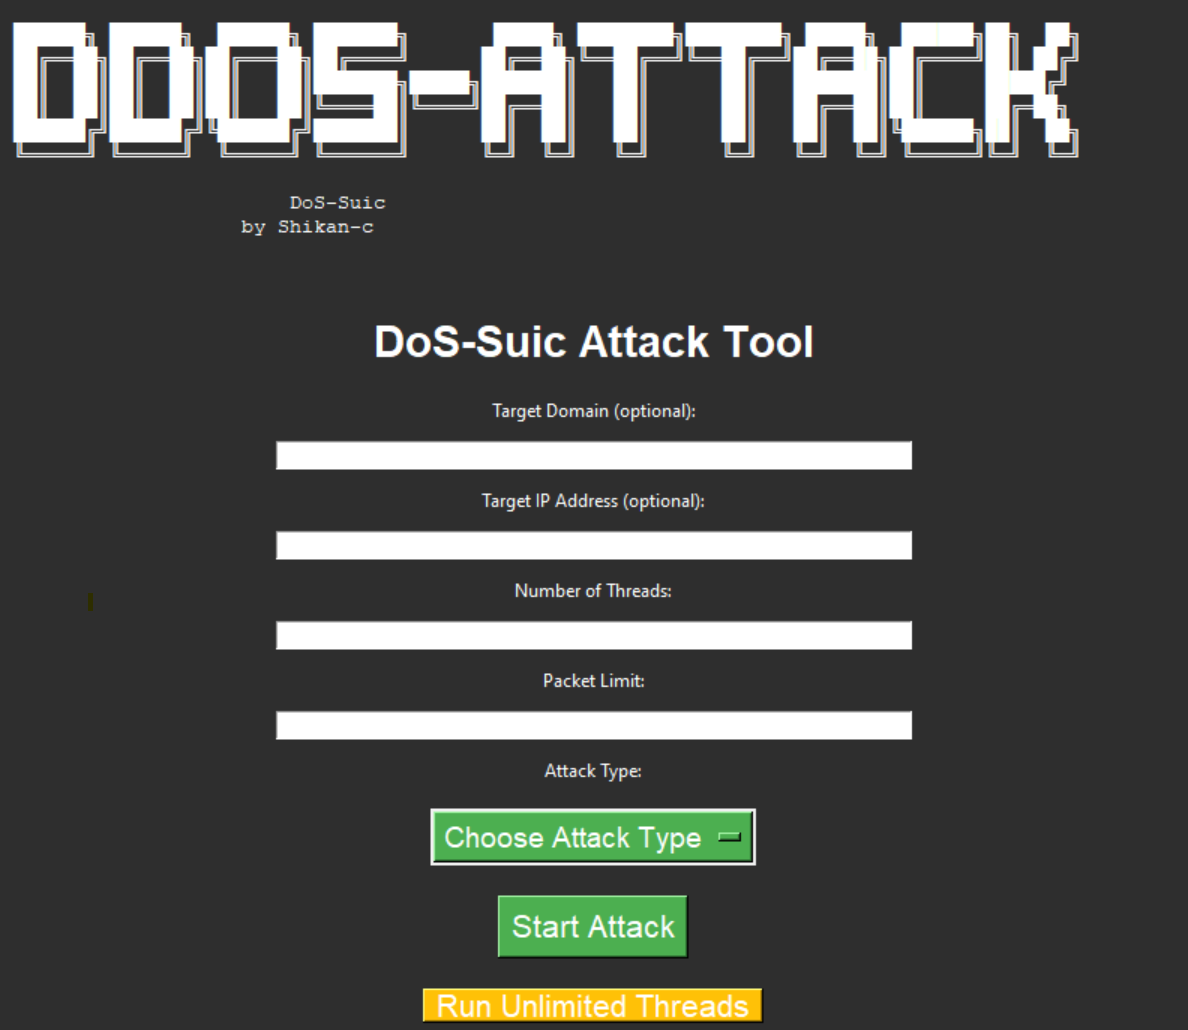 DDOS-ATTACK
DoS-Suic
by Shikan-c
DoS-Suic Attack Tool
Target Domain (optional):
Target IP Address (optional):
Number of Threads:
Packet Limit:
Attack Type:
Choose Attack Type
Start Attack
Run Unlimited Threads